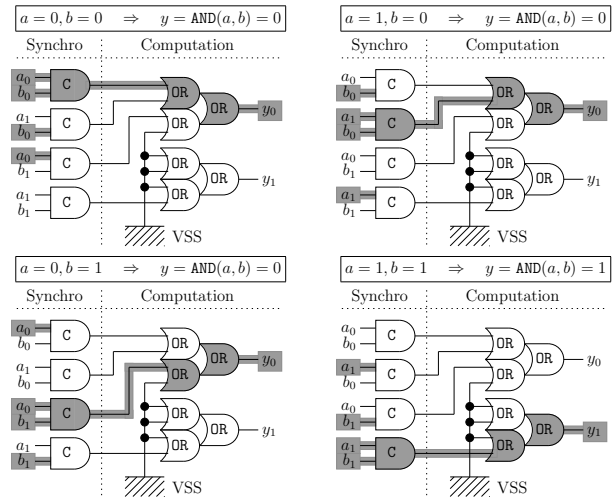 a = 0, b = 0 ⇒ y = AND(a, b) = 0
Synchro Computation
a₀
b₀
C
a₁
b₀
C
a₀
b₁
C
a₁
b₁
C
OR
OR
OR
y₀
OR
OR
OR
y₁
VSS
a = 1, b = 0 ⇒ y = AND(a, b) = 0
Synchro Computation
a₀
b₀
C
a₁
b₀
C
a₀
b₁
C
a₁
b₁
C
OR
OR
OR
y₀
OR
OR
OR
y₁
VSS
a = 0, b = 1 ⇒ y = AND(a, b) = 0
Synchro Computation
a₀
b₀
C
a₁
b₀
C
a₀
b₁
C
a₁
b₁
C
OR
OR
OR
y₀
OR
OR
OR
y₁
VSS
a = 1, b = 1 ⇒ y = AND(a, b) = 1
Synchro Computation
a₀
b₀
C
a₁
b₀
C
a₀
b₁
C
a₁
b₁
C
OR
OR
OR
y₀
OR
OR
OR
y₁
VSS